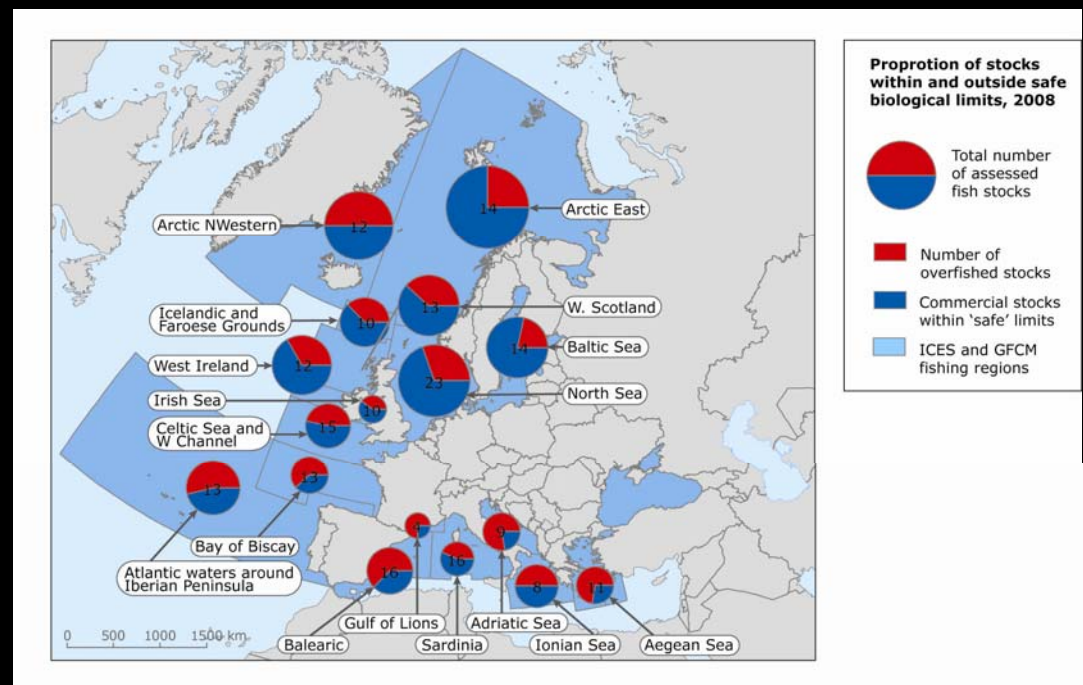 Proprotion of stocks
within and outside safe
biological limits, 2008
Total number
of assessed
fish stocks
Number of
overfished stocks
Commercial stocks
within ‘safe’ limits
ICES and GFCM
fishing regions
Arctic NWestern
12
14
Arctic East
Icelandic and
Faroese Grounds
10
13
W. Scotland
West Ireland
12
14
Baltic Sea
Irish Sea
10
23
North Sea
Celtic Sea and
W Channel
15
13
13
Bay of Biscay
Atlantic waters around
Iberian Peninsula
4
9
16
16
8
11
Gulf of Lions
Adriatic Sea
Balearic
Sardinia
Ionian Sea
Aegean Sea
0 500 1000 1500 km